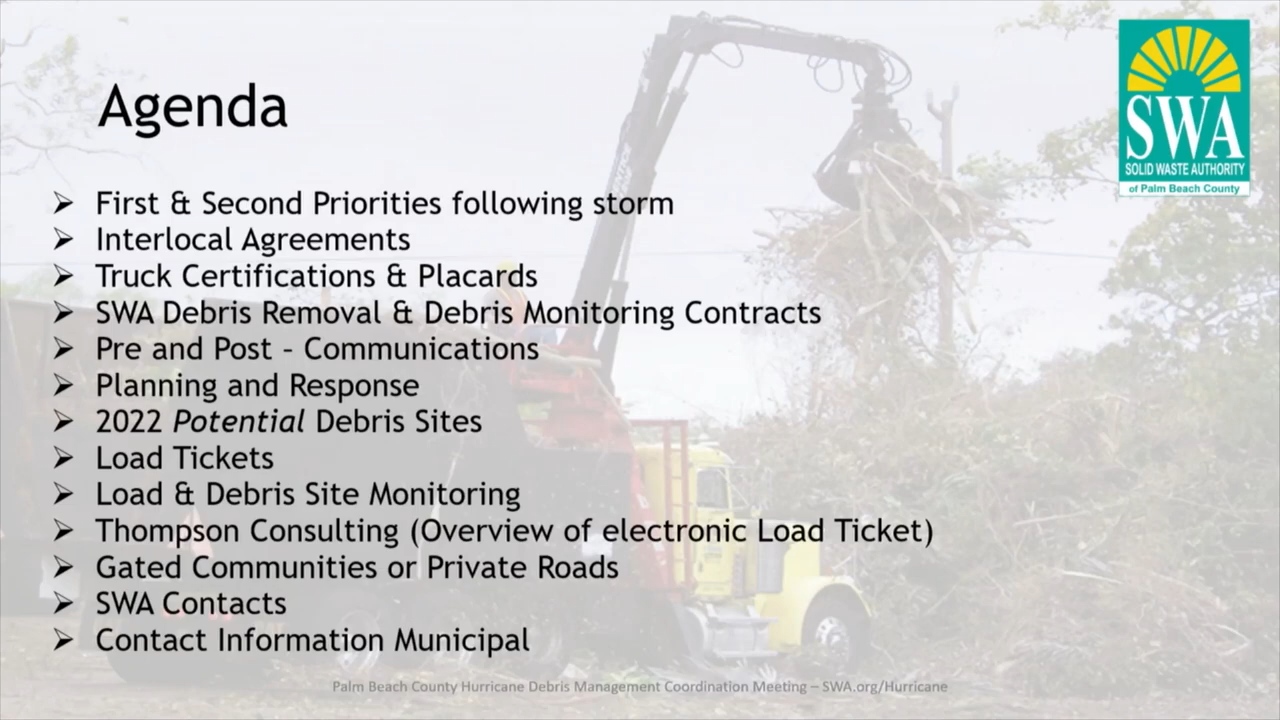 Agenda
SWA
SOLID WASTE AUTHORITY
of Palm Beach County
➢ First & Second Priorities following storm
➢ Interlocal Agreements
➢ Truck Certifications & Placards
➢ SWA Debris Removal & Debris Monitoring Contracts
➢ Pre and Post – Communications
➢ Planning and Response
➢ 2022 Potential Debris Sites
➢ Load Tickets
➢ Load & Debris Site Monitoring
➢ Thompson Consulting (Overview of electronic Load Ticket)
➢ Gated Communities or Private Roads
➢ SWA Contacts
➢ Contact Information Municipal
Palm Beach County Hurricane Debris Management Coordination Meeting – SWA.org/Hurricane